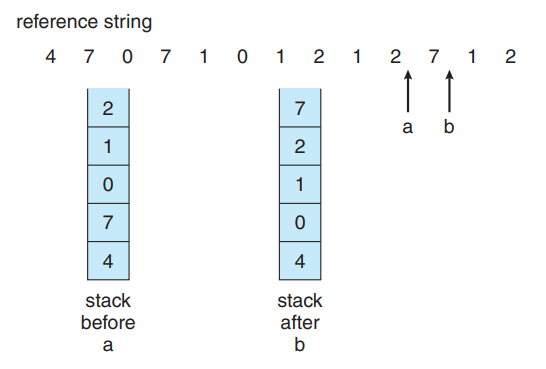 reference string
4 7 0 7 1 0 1 2 1 2 7 1 2
a b
2
1
0
7
4
stack
before
a
7
2
1
0
4
stack
after
b